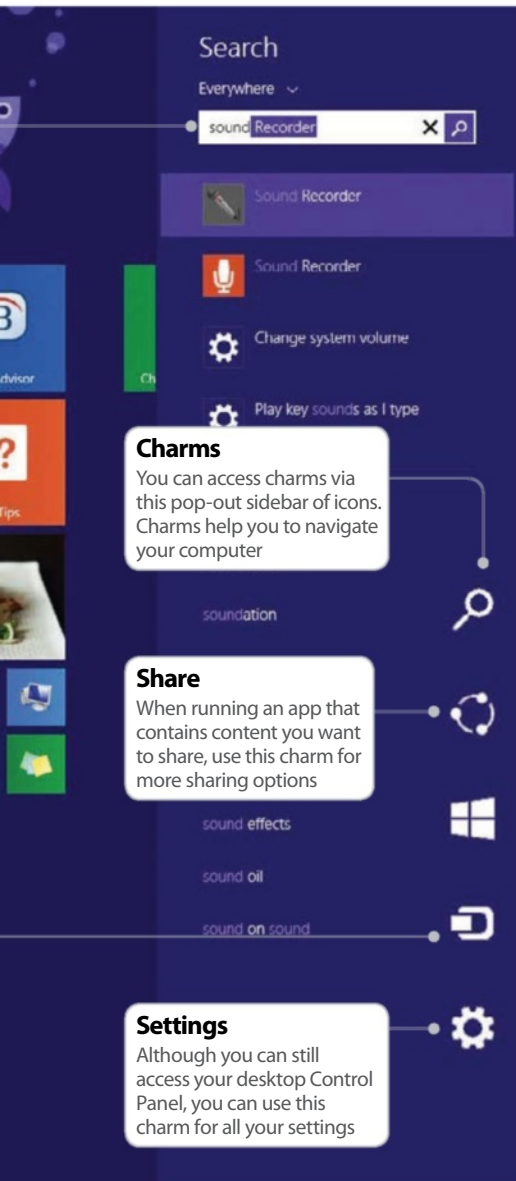 Search
Everywhere
sound Recorder
Sound Recorder
Sound Recorder
Change system volume
Play key sounds as I type
B
dvisor
Ch
?
Tips
Charms
You can access charms via
this pop-out sidebar of icons.
Charms help you to navigate
your computer
soundation
Share
When running an app that
contains content you want
to share, use this charm for
more sharing options
sound effects
sound oil
sound on sound
Settings
Although you can still
access your desktop Control
Panel, you can use this
charm for all your settings